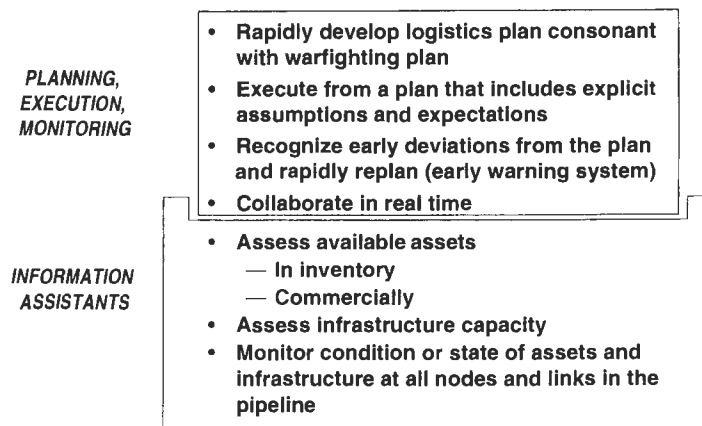 PLANNING,
EXECUTION,
MONITORING
• Rapidly develop logistics plan consonant
with warfighting plan
• Execute from a plan that includes explicit
assumptions and expectations
• Recognize early deviations from the plan
and rapidly replan (early warning system)
• Collaborate in real time
INFORMATION
ASSISTANTS
• Assess available assets
— In inventory
— Commercially
• Assess infrastructure capacity
• Monitor condition or state of assets and
infrastructure at all nodes and links in the
pipeline